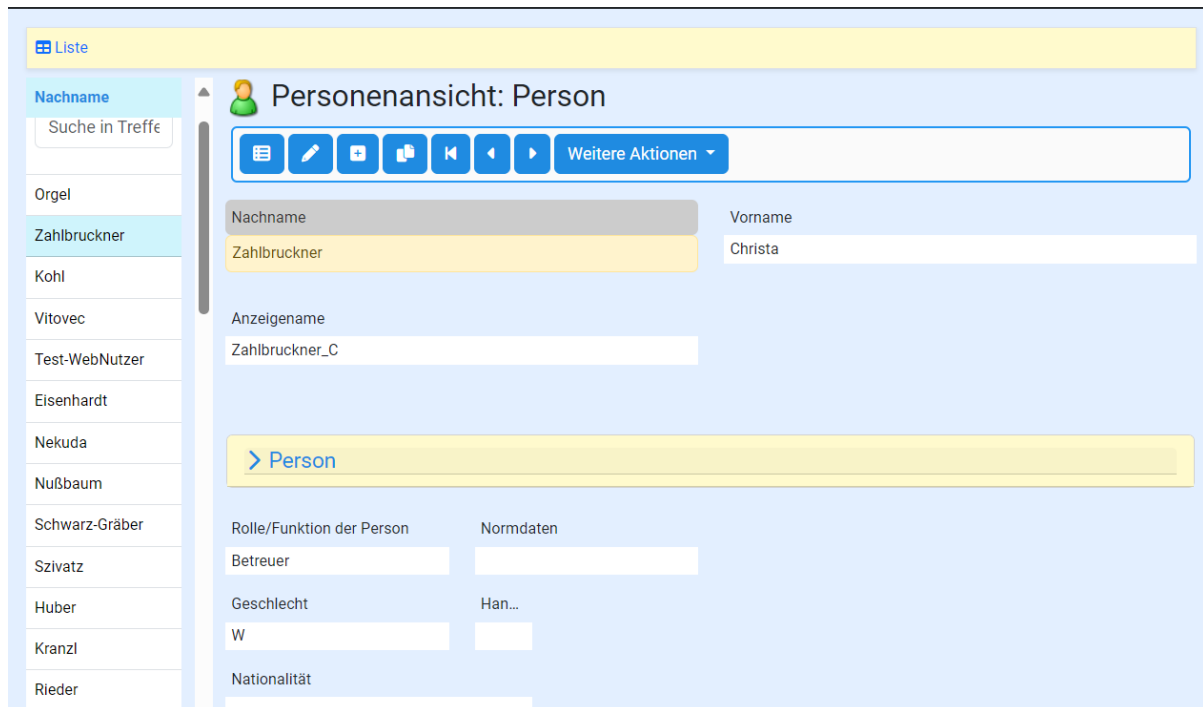 Liste
Nachname
Suche in Treffe
Orgel
Zahlbruckner
Kohl
Vitovec
Test-WebNutzer
Eisenhardt
Nekuda
Nußbaum
Schwarz-Gräber
Szivatz
Huber
Kranzl
Rieder
Personenansicht: Person
Weitere Aktionen
Nachname Vorname
Zahlbruckner Christa
Anzeigename
Zahlbruckner_C
Person
Rolle/Funktion der Person Normdaten
Betreuer
Geschlecht Han...
W
Nationalität